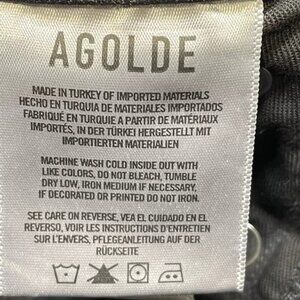 AGOLDE
MADE IN TURKEY OF IMPORTED MATERIALS
HECHO EN TURQUIA DE MATERIALES IMPORTADOS
FABRIQUÉ EN TURQUIE A PARTIR DE MATÉRIAUX
IMPORTÉS, IN DER TÜRKEI HERGESTELLT MIT
IMPORTIERTEN MATERIALIEN
MACHINE WASH COLD INSIDE OUT WITH
LIKE COLORS, DO NOT BLEACH, TUMBLE
DRY LOW, IRON MEDIUM IF NECESSARY,
IF DECORATED OR PRINTED DO NOT IRON.
SEE CARE ON REVERSE, VEA EL CUIDADO EN EL
REVERSO, VOIR LES INSTRUCTIONS D'ENTRETIEN
SUR L'ENVERS, PFLEGEANLEITUNG AUF DER
RÜCKSEITE